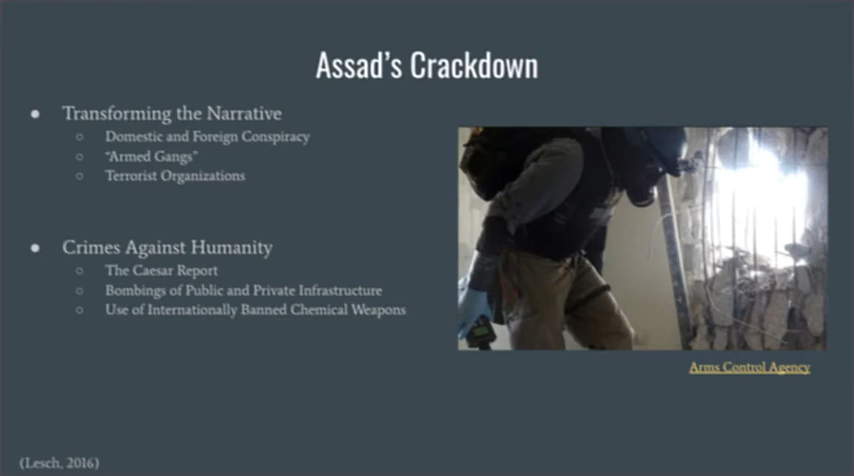 Assad’s Crackdown
● Transforming the Narrative
○ Domestic and Foreign Conspiracy
○ “Armed Gangs”
○ Terrorist Organizations
● Crimes Against Humanity
○ The Caesar Report
○ Bombings of Public and Private Infrastructure
○ Use of Internationally Banned Chemical Weapons
Arms Control Agency
(Lesch, 2016)